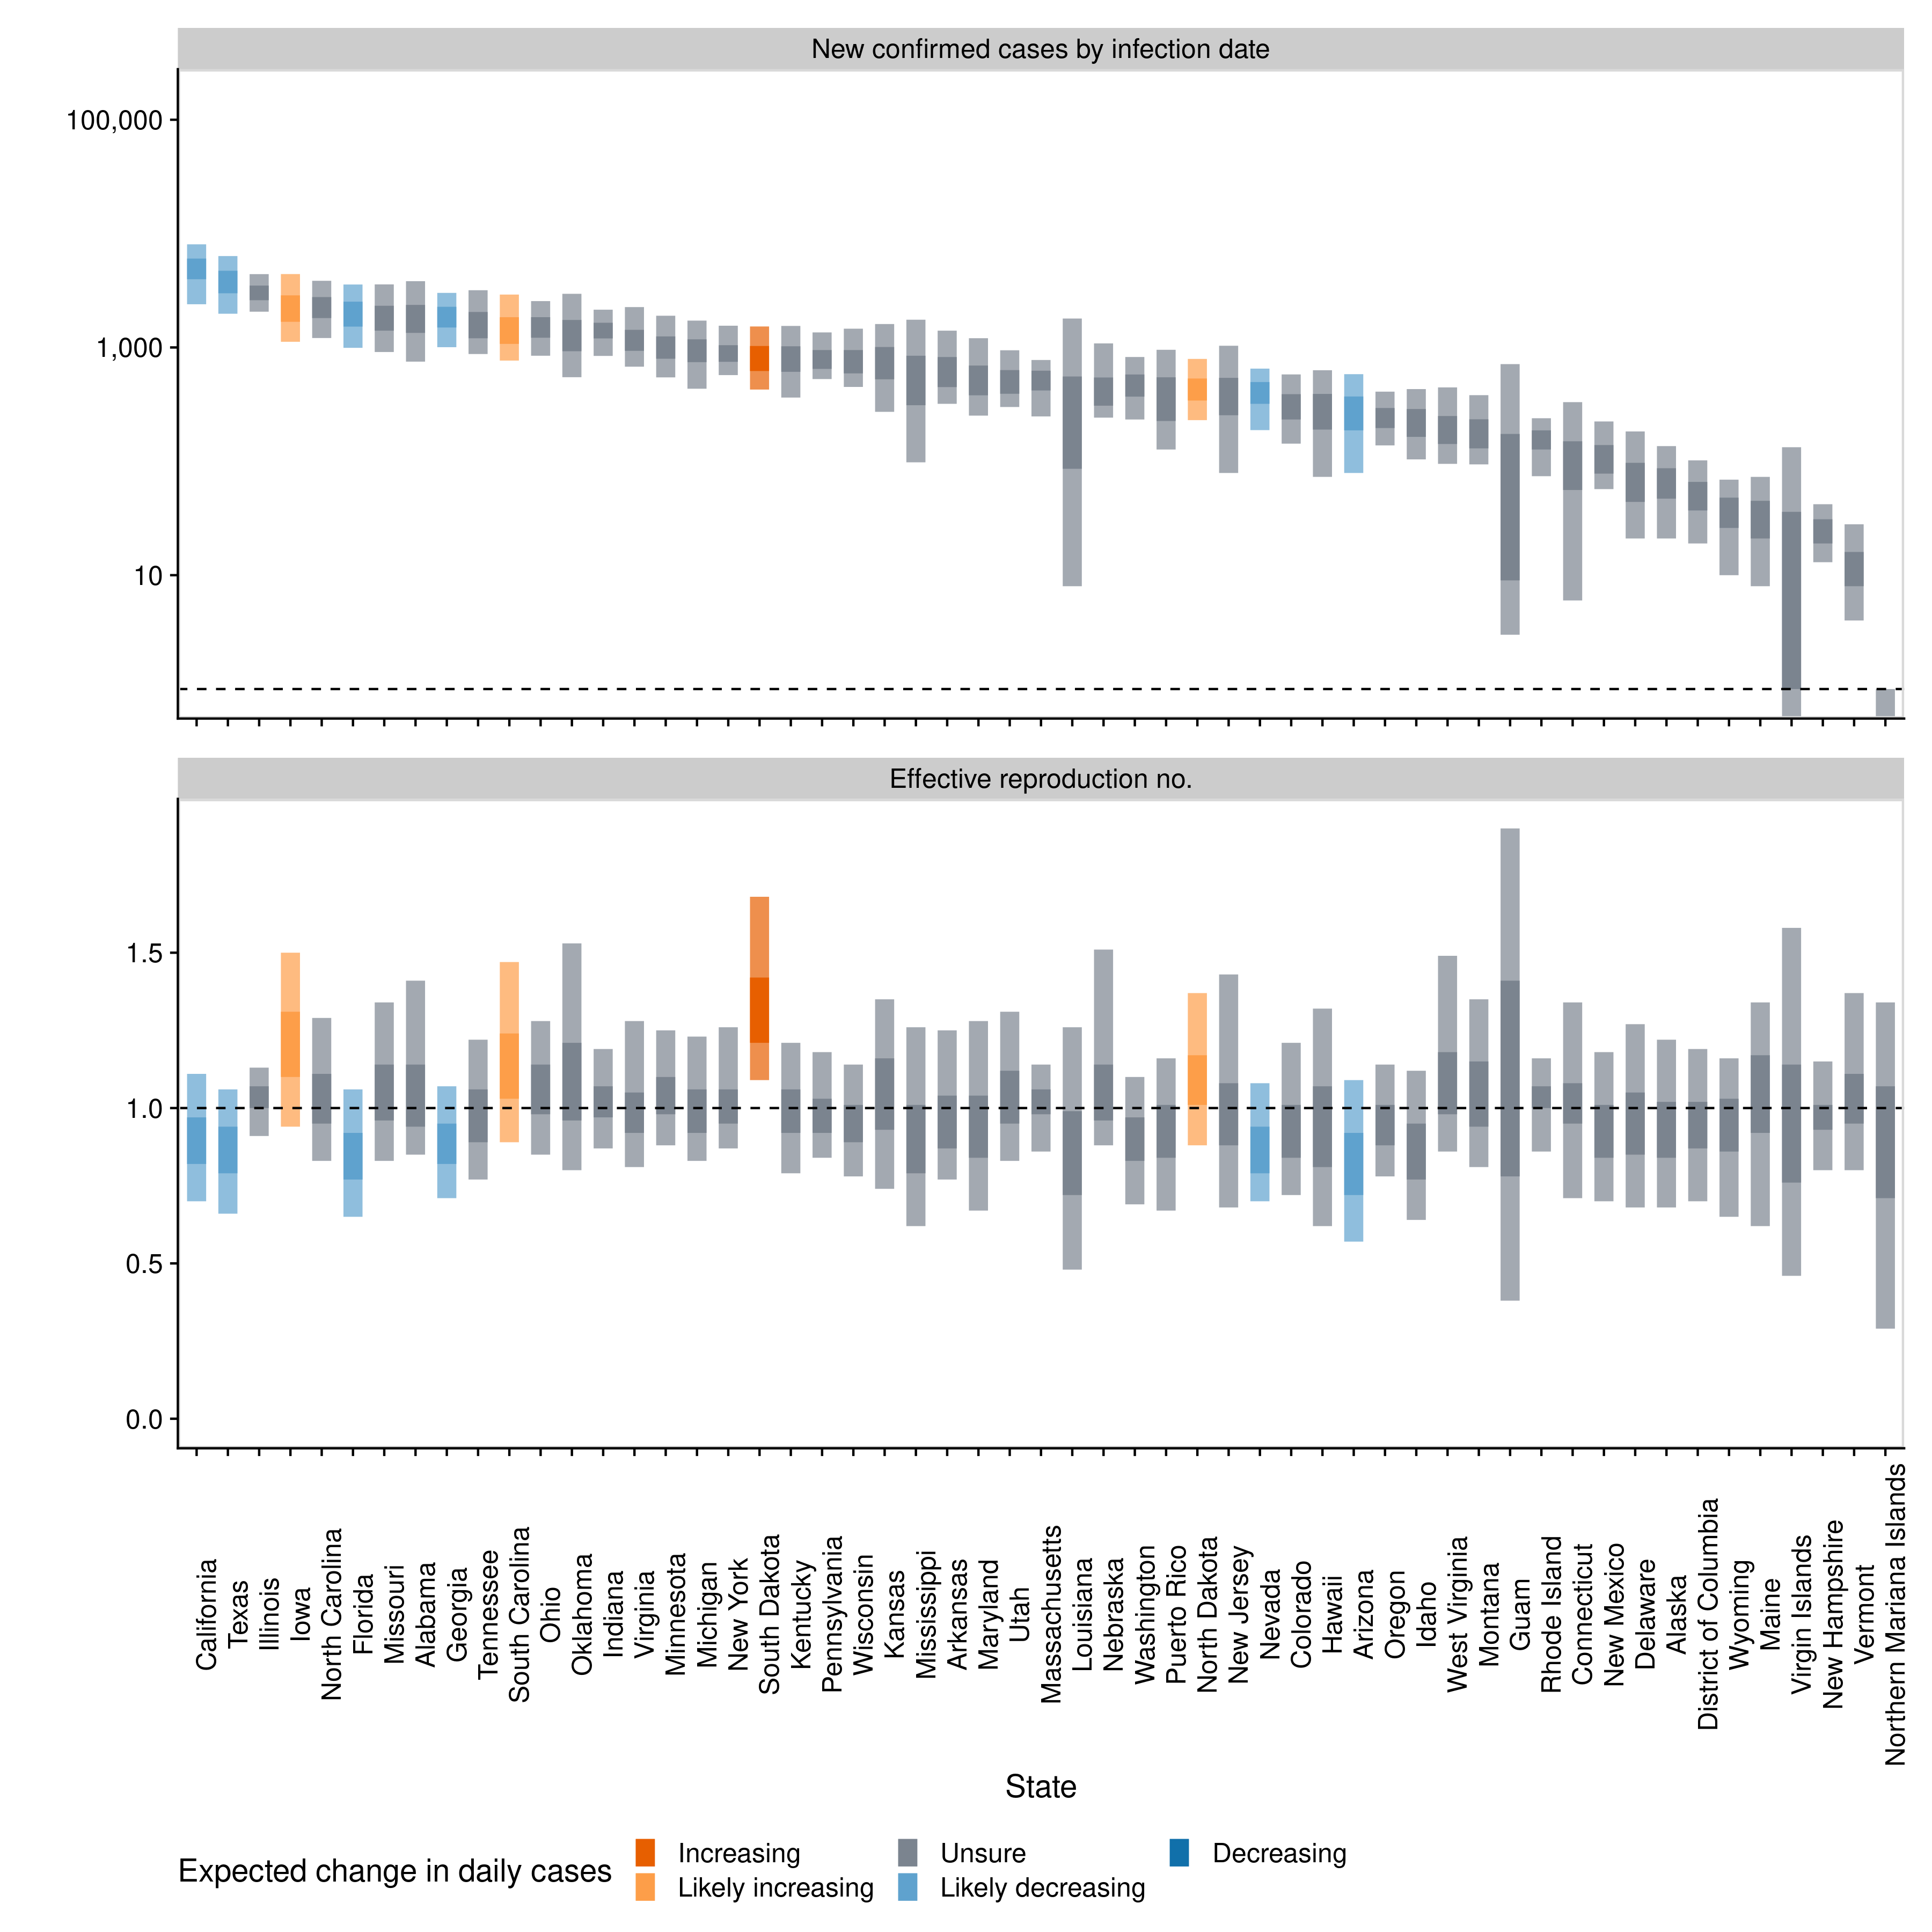 New confirmed cases by infection date
100,000
1,000
10
Effective reproduction no.
1.5
1.0
0.5
0.0
California
Texas
Illinois
Iowa
North Carolina
Florida
Missouri
Alabama
Georgia
Tennessee
South Carolina
Ohio
Oklahoma
Indiana
Virginia
Minnesota
Michigan
New York
South Dakota
Kentucky
Pennsylvania
Wisconsin
Kansas
Mississippi
Arkansas
Maryland
Utah
Massachusetts
Louisiana
Nebraska
Washington
Puerto Rico
North Dakota
New Jersey
Nevada
Colorado
Hawaii
Arizona
Oregon
Idaho
West Virginia
Montana
Guam
Rhode Island
Connecticut
New Mexico
Delaware
Alaska
District of Columbia
Wyoming
Maine
Virgin Islands
New Hampshire
Vermont
Northern Mariana Islands
State
Expected change in daily cases
Increasing
Unsure
Decreasing
Likely increasing
Likely decreasing